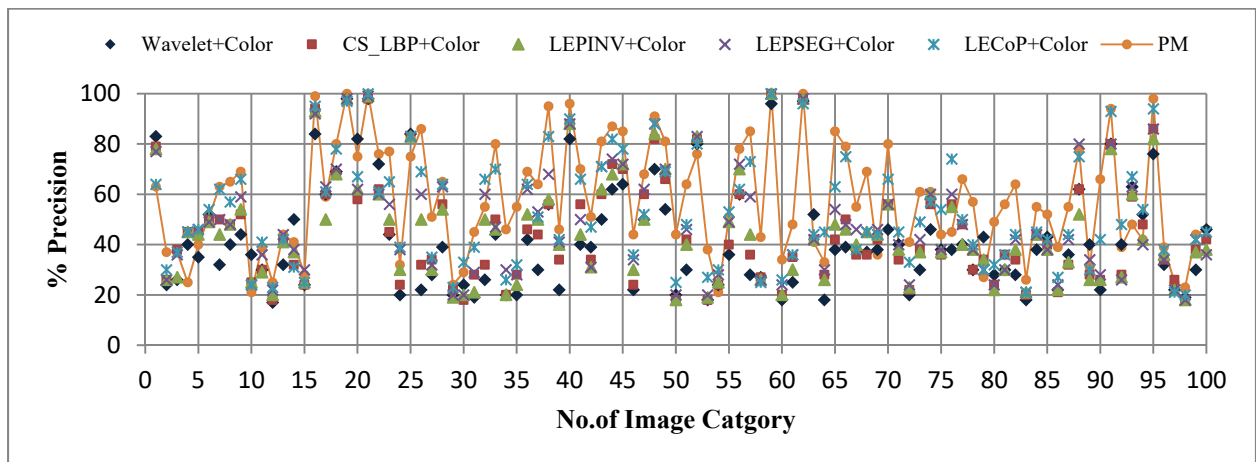 Wavelet+Color CS_LBP+Color LEPINV+Color LEPSEG+Color LECoP+Color PM
100
80
60
40
20
0
% Precision
0 5 10 15 20 25 30 35 40 45 50 55 60 65 70 75 80 85 90 95 100
No.of Image Catgory